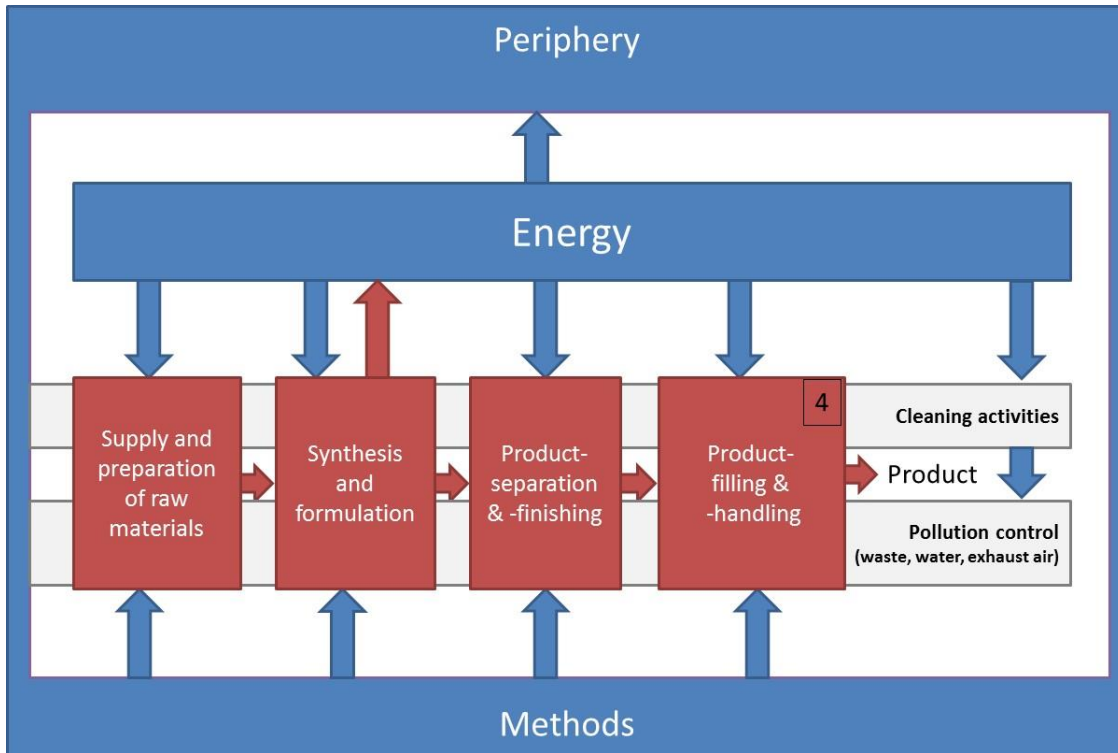 Periphery
Energy
Supply and
preparation
of raw
materials
Synthesis
and
formulation
Product-
separation
& -finishing
4
Product-
filling &
-handling
Cleaning activities
Product
Pollution control
(waste, water, exhaust air)
Methods